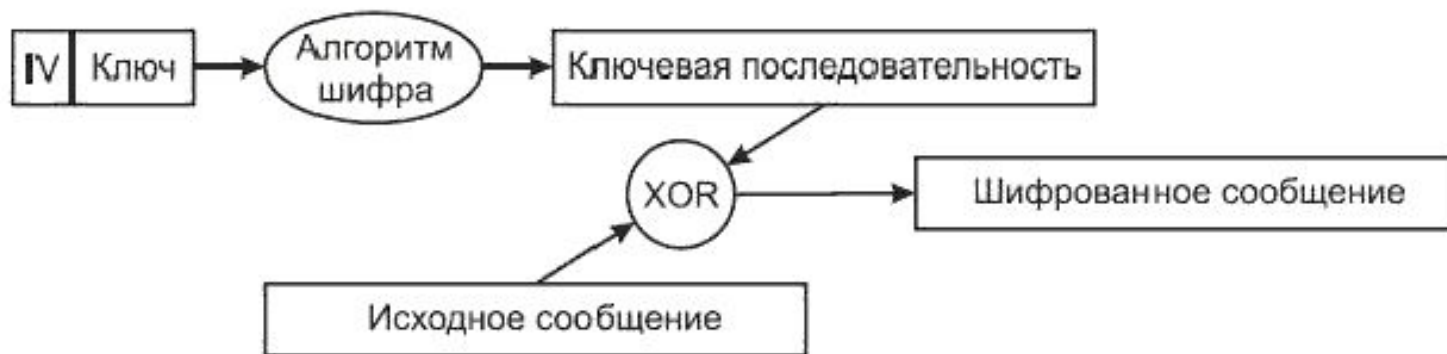 IV
Ключ
Алгоритм
шифра
Ключевая последовательность
XOR
Шифрованное сообщение
Исходное сообщение